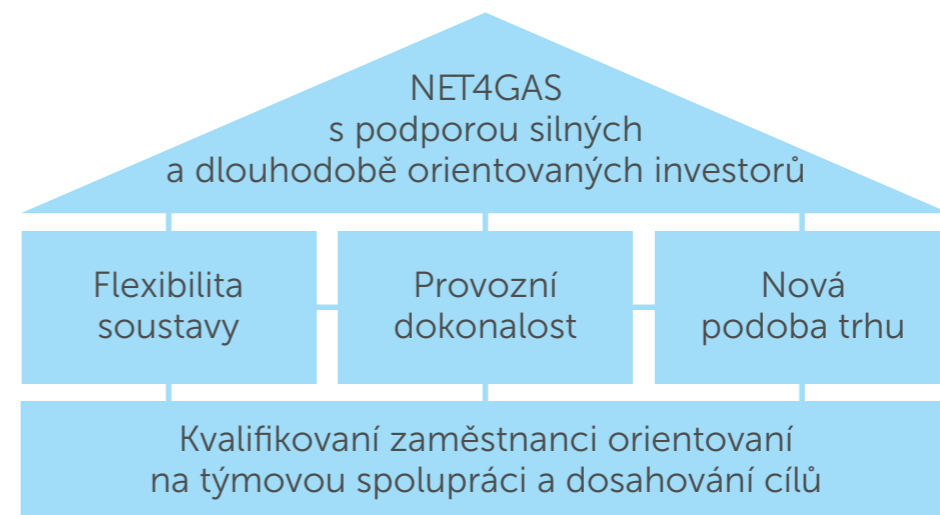 NET4GAS
s podporou silných
a dlouhodobě orientovaných investorů
Flexibilita
soustavy
Provozní
dokonalost
Nová
podoba trhu
Kvalifikovaní zaměstnanci orientovaní
na týmovou spolupráci a dosahování cílů